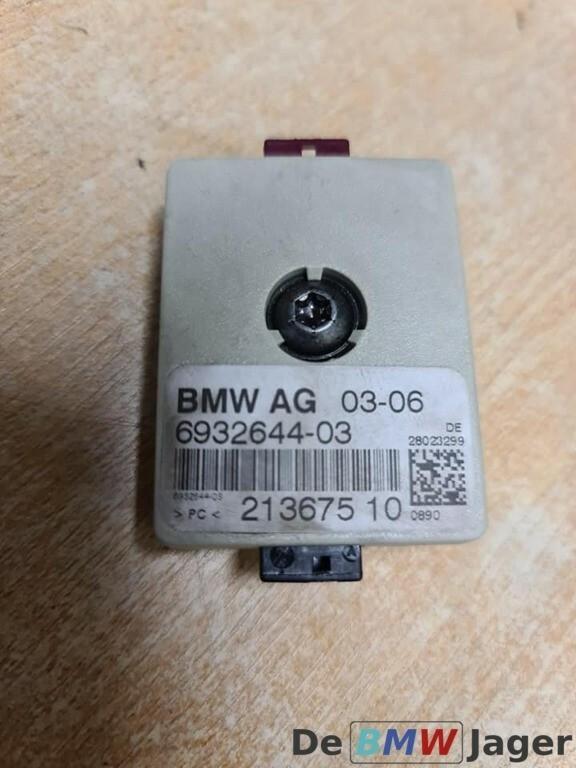 BMW AG 03-06
6932644-03
DE
28023299
6932644-03
> PC < 213675 10
0890
De BMW Jager